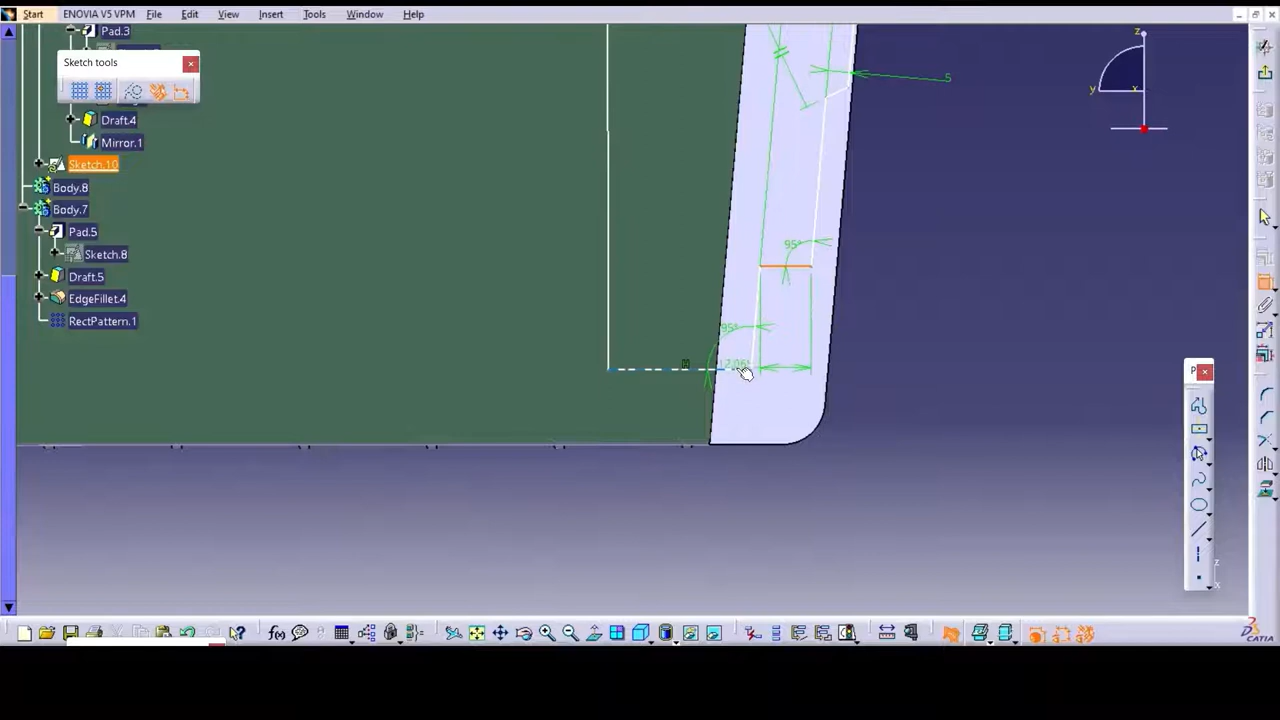 Start ENOVIA V5 VPM File Edit View Insert Tools Window Help
Pad.3
Sketch tools
Draft.4
Mirror.1
Sketch.10
Body.8
Body.7
Pad.5
Sketch.8
Draft.5
EdgeFillet.4
RectPattern.1
z
y
x
5
95°
95°
H
P
z
x
f(x)
CATIA